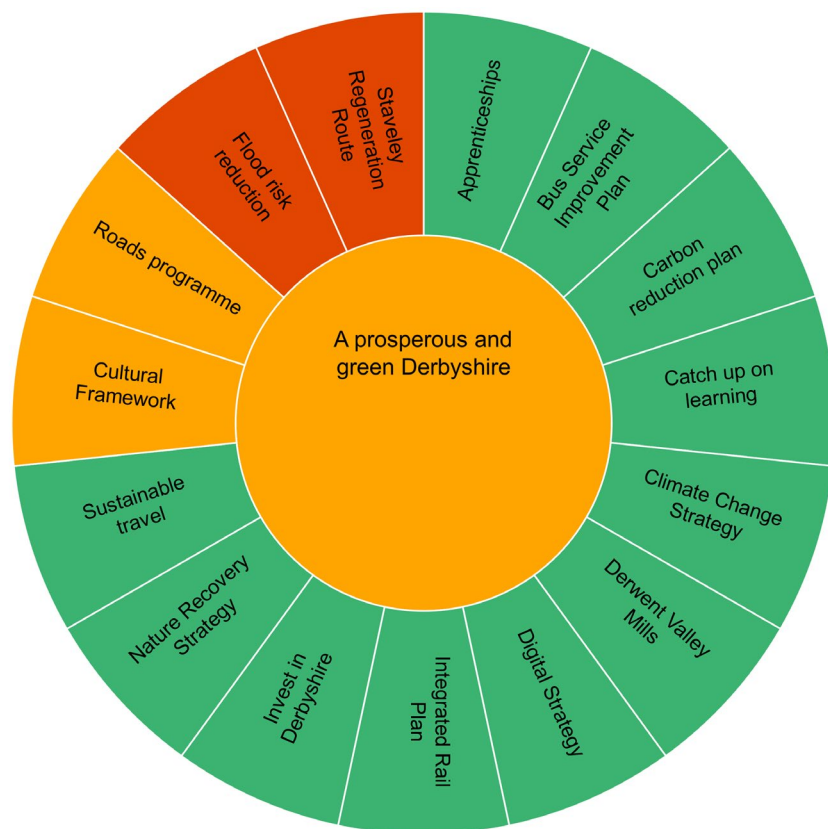 A prosperous and
green Derbyshire
Apprenticeships
Bus Service
Improvement
Plan
Carbon
reduction plan
Catch up on
learning
Climate Change
Strategy
Derwent Valley
Mills
Digital Strategy
Integrated Rail
Plan
Invest in
Derbyshire
Nature Recovery
Strategy
Sustainable
travel
Cultural
Framework
Roads programme
Flood risk
reduction
Staveley
Regeneration
Route